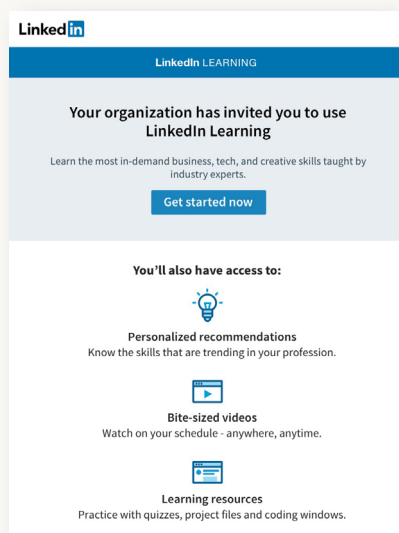 Linked in
LinkedIn LEARNING
Your organization has invited you to use
LinkedIn Learning
Learn the most in-demand business, tech, and creative skills taught by
industry experts.
Get started now
You'll also have access to:
Personalized recommendations
Know the skills that are trending in your profession.
Bite-sized videos
Watch on your schedule - anywhere, anytime.
Learning resources
Practice with quizzes, project files and coding windows.